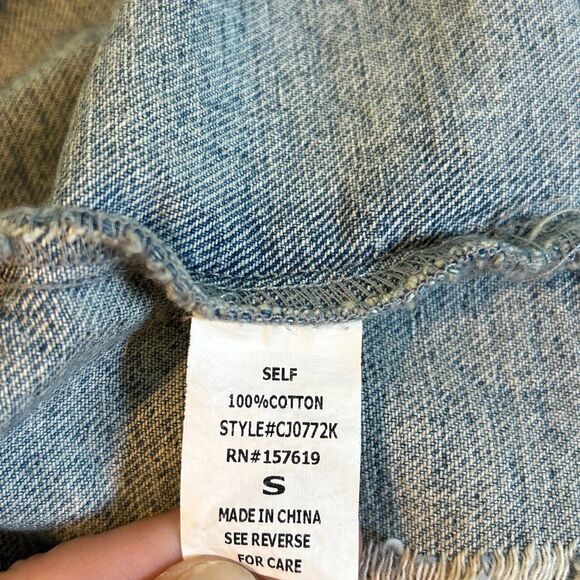 SELF
100%COTTON
STYLE#CJ0772K
RN#157619
S
MADE IN CHINA
SEE REVERSE
FOR CARE